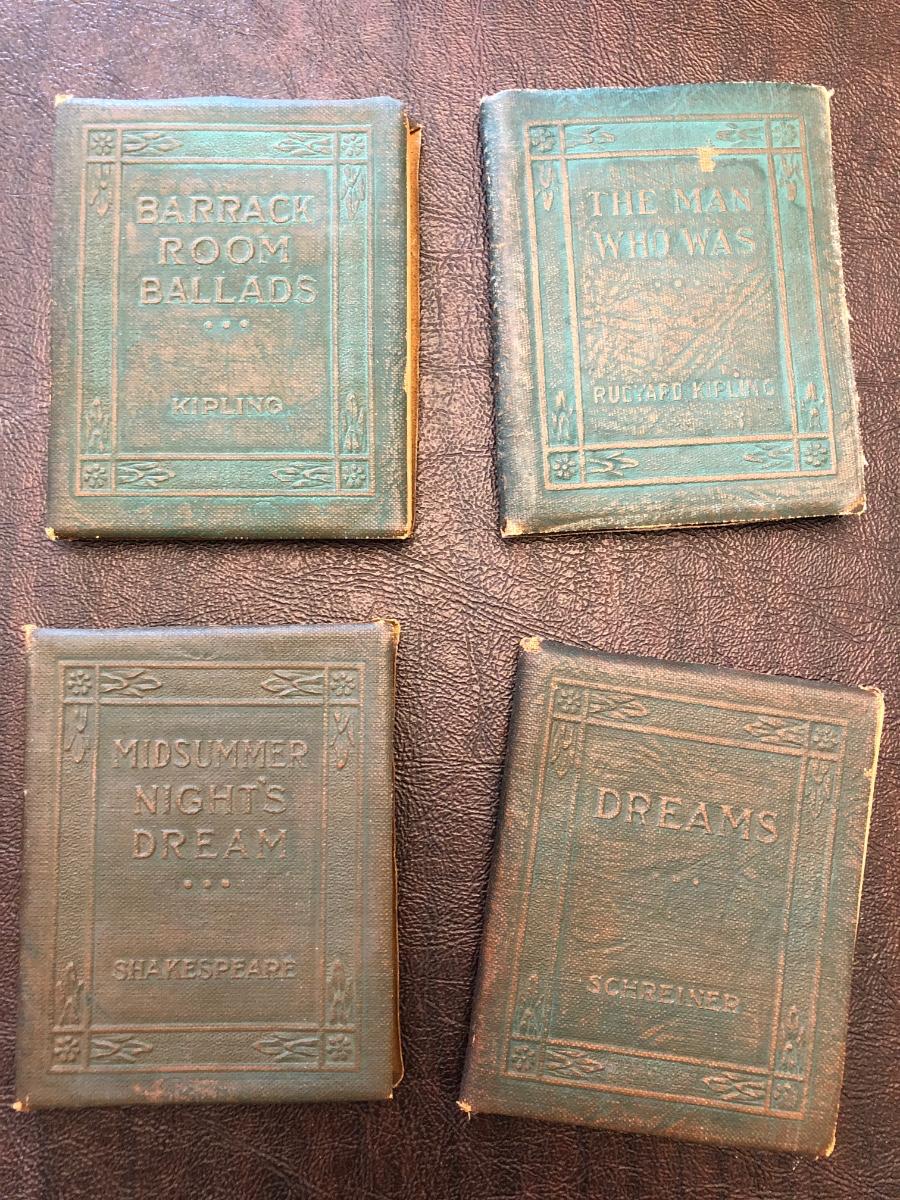 BARRACK
ROOM
BALLADS
KIPLING
THE MAN
WHO WAS
RUDYARD KIPLING
MIDSUMMER
NIGHT'S
DREAM
SHAKESPEARE
DREAMS
SCHREINER